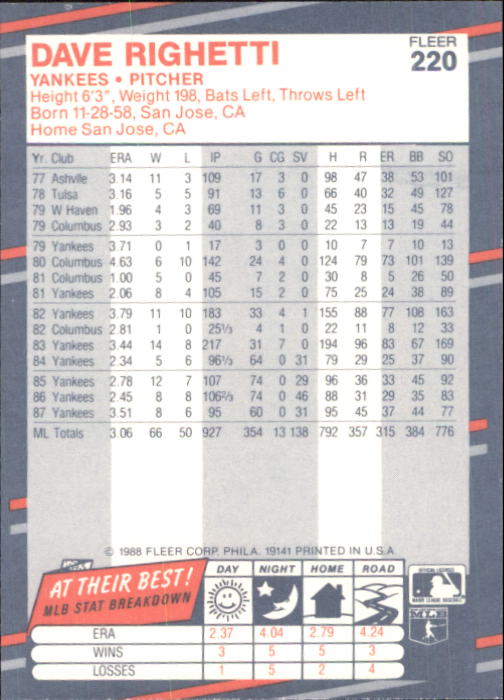 DAVE RIGHETTI
FLEER
220
YANKEES • PITCHER
Height 6'3", Weight 198, Bats Left, Throws Left
Born 11-28-58, San Jose, CA
Home San Jose, CA
Yr. Club ERA W L IP G CG SV H R ER BB SO
77 Ashvlle 3.14 11 3 109 17 3 0 98 47 38 53 101
78 Tulsa 3.16 5 5 91 13 6 0 66 40 32 49 127
79 W Haven 1.96 4 3 69 11 3 0 45 23 15 45 78
79 Columbus 2.93 3 2 40 8 3 0 22 13 13 19 44
79 Yankees 3.71 0 1 17 3 0 0 10 7 7 10 13
80 Columbus 4.63 6 10 142 24 4 0 124 79 73 101 139
81 Columbus 1.00 5 0 45 7 2 0 30 8 5 26 50
81 Yankees 2.06 8 4 105 15 2 0 75 25 24 38 89
82 Yankees 3.79 11 10 183 33 4 1 155 88 77 108 163
82 Columbus 2.81 1 0 25⅓ 4 1 0 22 11 8 12 33
83 Yankees 3.44 14 8 217 31 7 0 194 96 83 67 169
84 Yankees 2.34 5 6 96⅓ 64 0 31 79 29 25 37 90
85 Yankees 2.78 12 7 107 74 0 29 96 36 33 45 92
86 Yankees 2.45 8 8 106⅔ 74 0 46 88 31 29 35 83
87 Yankees 3.51 8 6 95 60 0 31 95 45 37 44 77
ML Totals 3.06 66 50 927 354 13 138 792 357 315 384 776
© 1988 FLEER CORP. PHILA. 19141 PRINTED IN U.S.A.
AT THEIR BEST!
MLB STAT BREAKDOWN
DAY NIGHT HOME ROAD
ERA 2.37 4.04 2.79 4.24
WINS 3 5 5 3
LOSSES 1 5 2 4
OFFICIAL LICENSEE
MAJOR LEAGUE BASEBALL